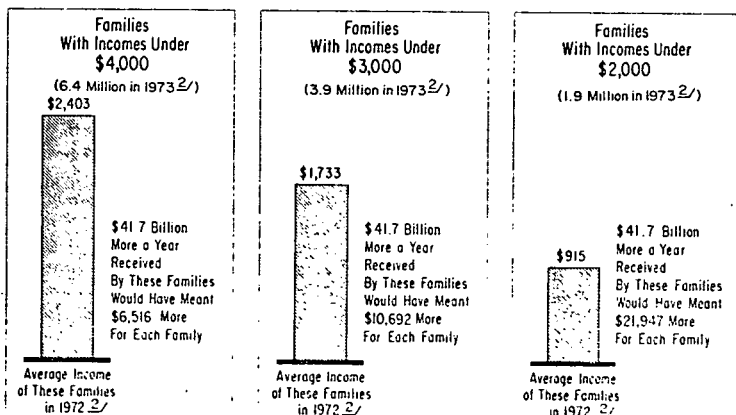 Families
With Incomes Under
$4,000
(6.4 Million in 1973 2/)
$2,403
$41.7 Billion
More a Year
Received
By These Families
Would Have Meant
$6,516 More
For Each Family
Average Income
of These Families
in 1972 2/
Families
With Incomes Under
$3,000
(3.9 Million in 1973 2/)
$1,733
$41.7 Billion
More a Year
Received
By These Families
Would Have Meant
$10,692 More
For Each Family
Average Income
of These Families
in 1972 2/
Families
With Incomes Under
$2,000
(1.9 Million in 1973 2/)
$915
$41.7 Billion
More a Year
Received
By These Families
Would Have Meant
$21,947 More
For Each Family
Average Income
of These Families
in 1972 2/